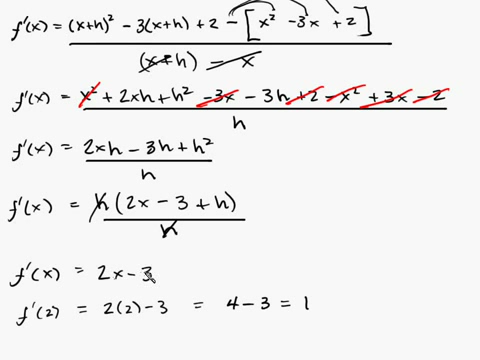 f'(x) = (x+h)² - 3(x+h) + 2 - [x² - 3x + 2]
(x+h) - x
f'(x) = x² + 2xh + h² - 3x - 3h + 2 - x² + 3x - 2
h
f'(x) = 2xh - 3h + h²
h
f'(x) = h(2x - 3 + h)
h
f'(x) = 2x - 3
f'(2) = 2(2) - 3 = 4 - 3 = 1